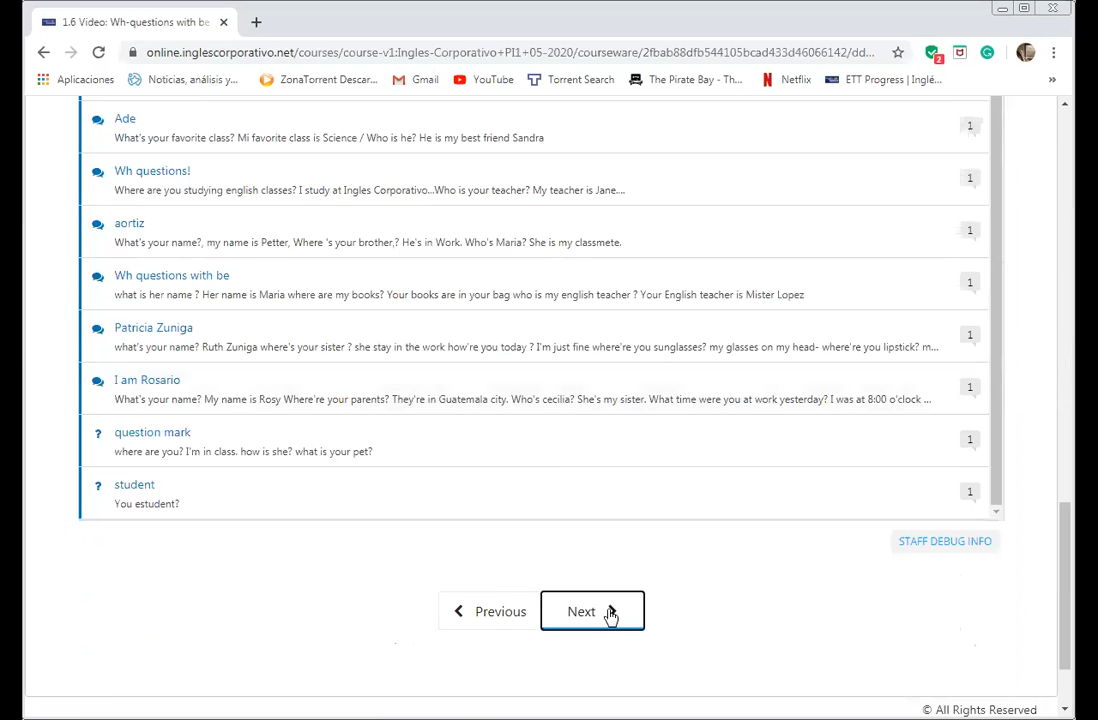 1.6 Video: Wh-questions with be
online.inglescorporativo.net/courses/course-v1:Ingles-Corporativo+PI1+05-2020/courseware/2fbab88dfb544105bcad433d46066142/dd...
2
Aplicaciones Noticias, análisis y... ZonaTorrent Descar... Gmail YouTube Torrent Search The Pirate Bay - Th... Netflix ETT Progress | Inglé... »
Ade
What's your favorite class? Mi favorite class is Science / Who is he? He is my best friend Sandra
1
Wh questions!
Where are you studying english classes? I study at Ingles Corporativo...Who is your teacher? My teacher is Jane....
1
aortiz
What's your name?, my name is Petter, Where 's your brother,? He's in Work. Who's Maria? She is my classmete.
1
Wh questions with be
what is her name ? Her name is Maria where are my books? Your books are in your bag who is my english teacher ? Your English teacher is Mister Lopez
1
Patricia Zuniga
what's your name? Ruth Zuniga where's your sister ? she stay in the work how're you today ? I'm just fine where're you sunglasses? my glasses on my head- where're you lipstick? m...
1
I am Rosario
What's your name? My name is Rosy Where're your parents? They're in Guatemala city. Who's cecilia? She's my sister. What time were you at work yesterday? I was at 8:00 o'clock ...
1
question mark
where are you? I'm in class. how is she? what is your pet?
1
student
You estudent?
1
STAFF DEBUG INFO
Previous Next
© All Rights Reserved